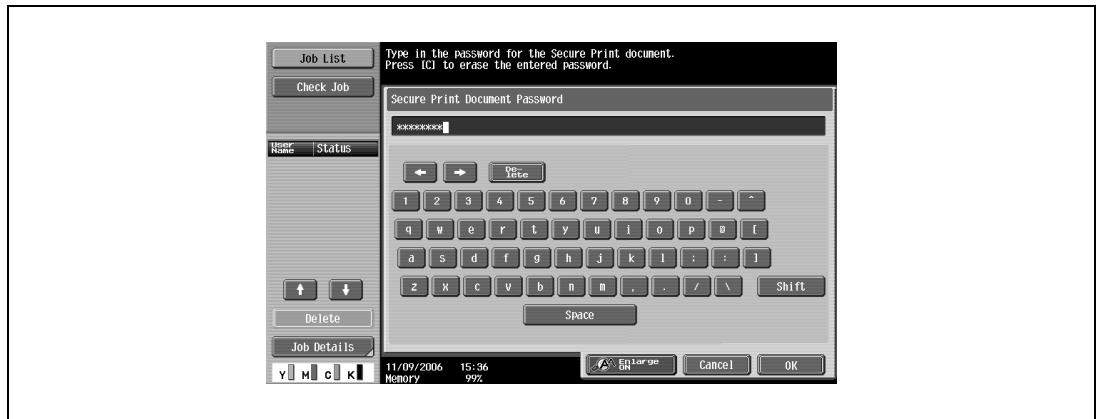 Job List
Type in the password for the Secure Print document.
Press [C] to erase the entered password.
Check Job
Secure Print Document Password
********
User Name Status
De-lete
1 2 3 4 5 6 7 8 9 0 - ^
q w e r t y u i o p @ [
a s d f g h j k l ; : ]
z x c v b n m , . / \ Shift
Space
Delete
Job Details
Enlarge ON Cancel OK
Y M C K
11/09/2006 15:36
Memory 99%